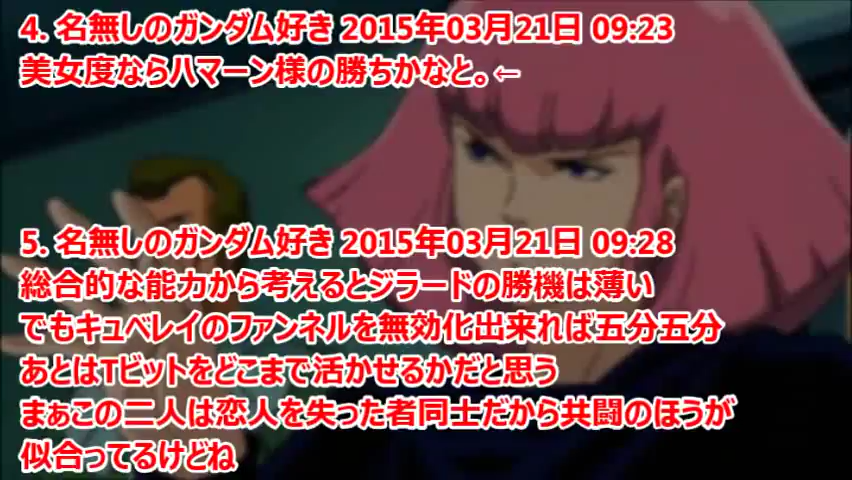 4. 名無しのガンダム好き 2015年03月21日 09:23
美女度ならハマーン様の勝ちかなと。←
5. 名無しのガンダム好き 2015年03月21日 09:28
総合的な能力から考えるとジラードの勝機は薄い
でもキュベレイのファンネルを無効化出来れば五分五分
あとはTビットをどこまで活かせるかだと思う
まぁこの二人は恋人を失った者同士だから共闘のほうが
似合ってるけどね